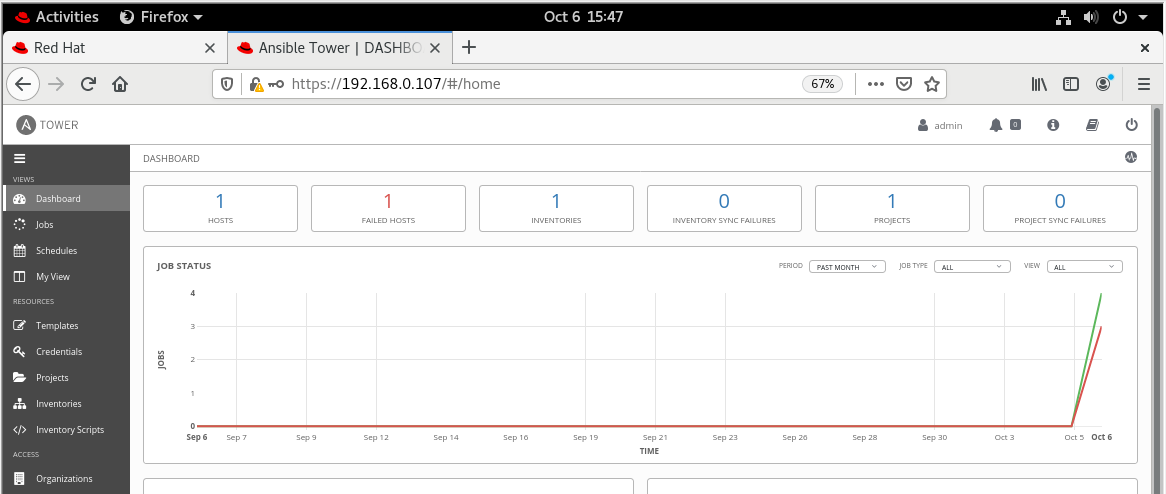 Activities Firefox Oct 6 15:47
Red Hat Ansible Tower | DASHBO
https://192.168.0.107/#/home 67%
A TOWER admin 0
VIEWS
Dashboard
Jobs
Schedules
My View
RESOURCES
Templates
Credentials
Projects
Inventories
Inventory Scripts
ACCESS
Organizations
DASHBOARD
1
HOSTS
1
FAILED HOSTS
1
INVENTORIES
0
INVENTORY SYNC FAILURES
1
PROJECTS
0
PROJECT SYNC FAILURES
JOB STATUS PERIOD PAST MONTH JOB TYPE ALL VIEW ALL
4
3
2
1
0
JOBS
Sep 6 Sep 7 Sep 9 Sep 12 Sep 14 Sep 16 Sep 19 Sep 21 Sep 23 Sep 26 Sep 28 Sep 30 Oct 3 Oct 5 Oct 6
TIME